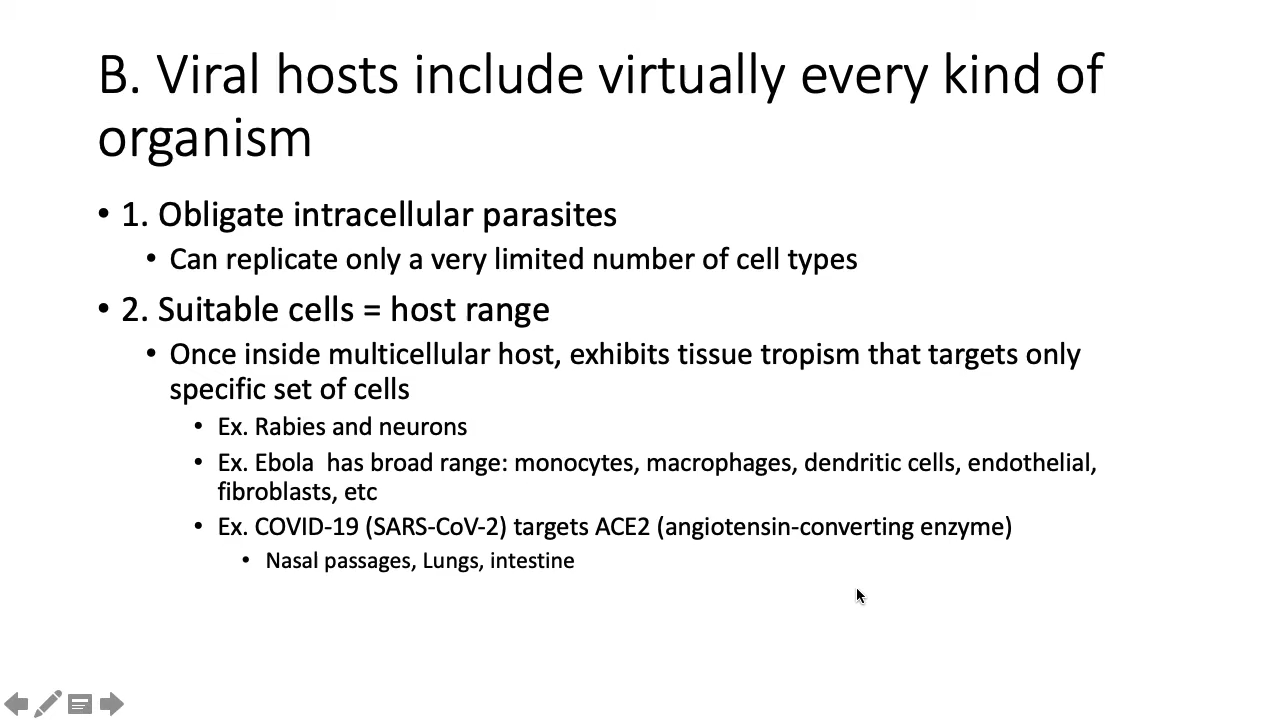 B. Viral hosts include virtually every kind of
organism
• 1. Obligate intracellular parasites
• Can replicate only a very limited number of cell types
• 2. Suitable cells = host range
• Once inside multicellular host, exhibits tissue tropism that targets only
specific set of cells
• Ex. Rabies and neurons
• Ex. Ebola  has broad range: monocytes, macrophages, dendritic cells, endothelial,
fibroblasts, etc
• Ex. COVID-19 (SARS-CoV-2) targets ACE2 (angiotensin-converting enzyme)
• Nasal passages, Lungs, intestine